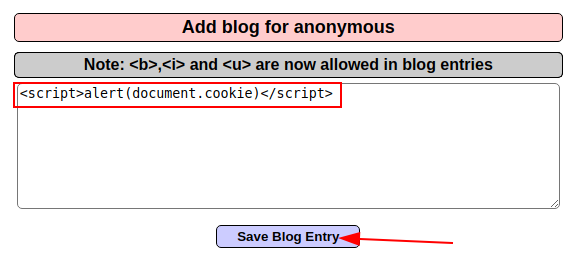 Add blog for anonymous
Note: <b>,<i> and <u> are now allowed in blog entries
<script>alert(document.cookie)</script>
Save Blog Entry